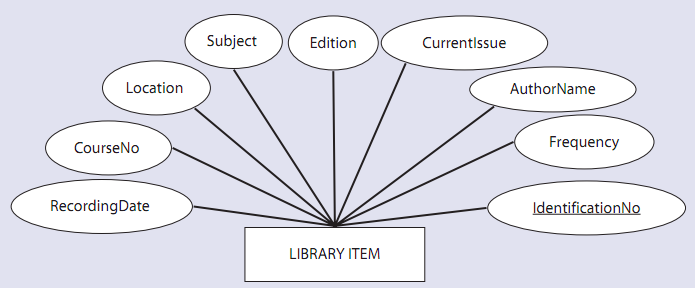 Subject
Edition
CurrentIssue
Location
AuthorName
CourseNo
Frequency
RecordingDate
IdentificationNo
LIBRARY ITEM